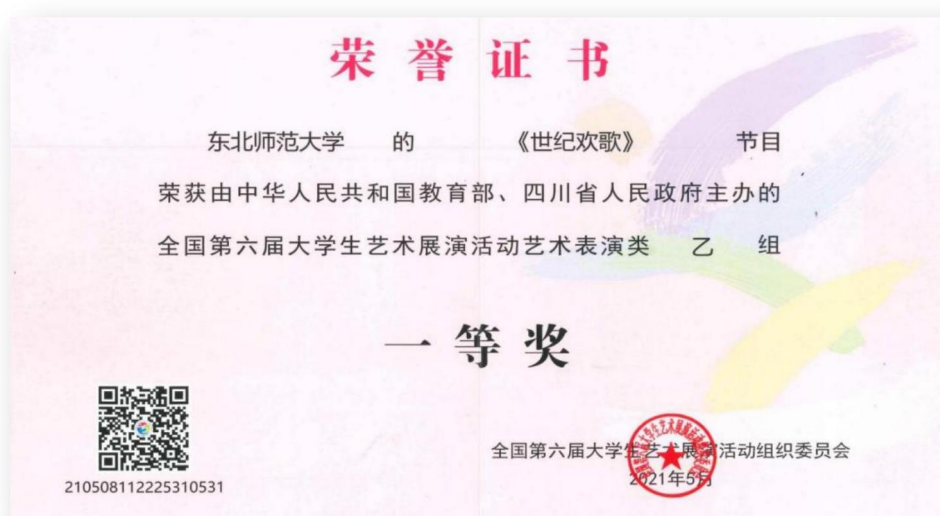 荣誉证书
东北师范大学 的 《世纪欢歌》 节目
荣获由中华人民共和国教育部、四川省人民政府主办的
全国第六届大学生艺术展演活动艺术表演类 乙 组
一等奖
全国第六届大学生艺术展演活动组织委员会
2021年5月
210508112225310531